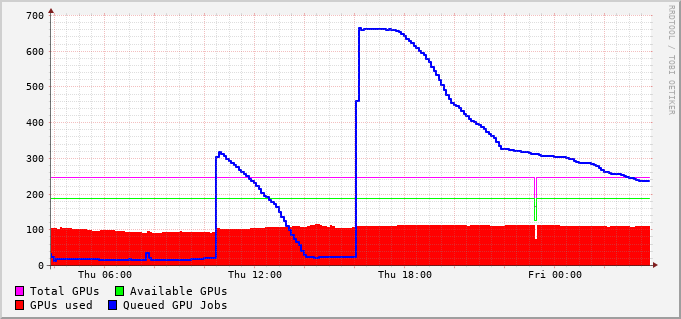 700
600
500
400
300
200
100
0
Thu 06:00 Thu 12:00 Thu 18:00 Fri 00:00
Total GPUs Available GPUs
GPUs used Queued GPU Jobs
RRDTOOL / TOBI OETIKER